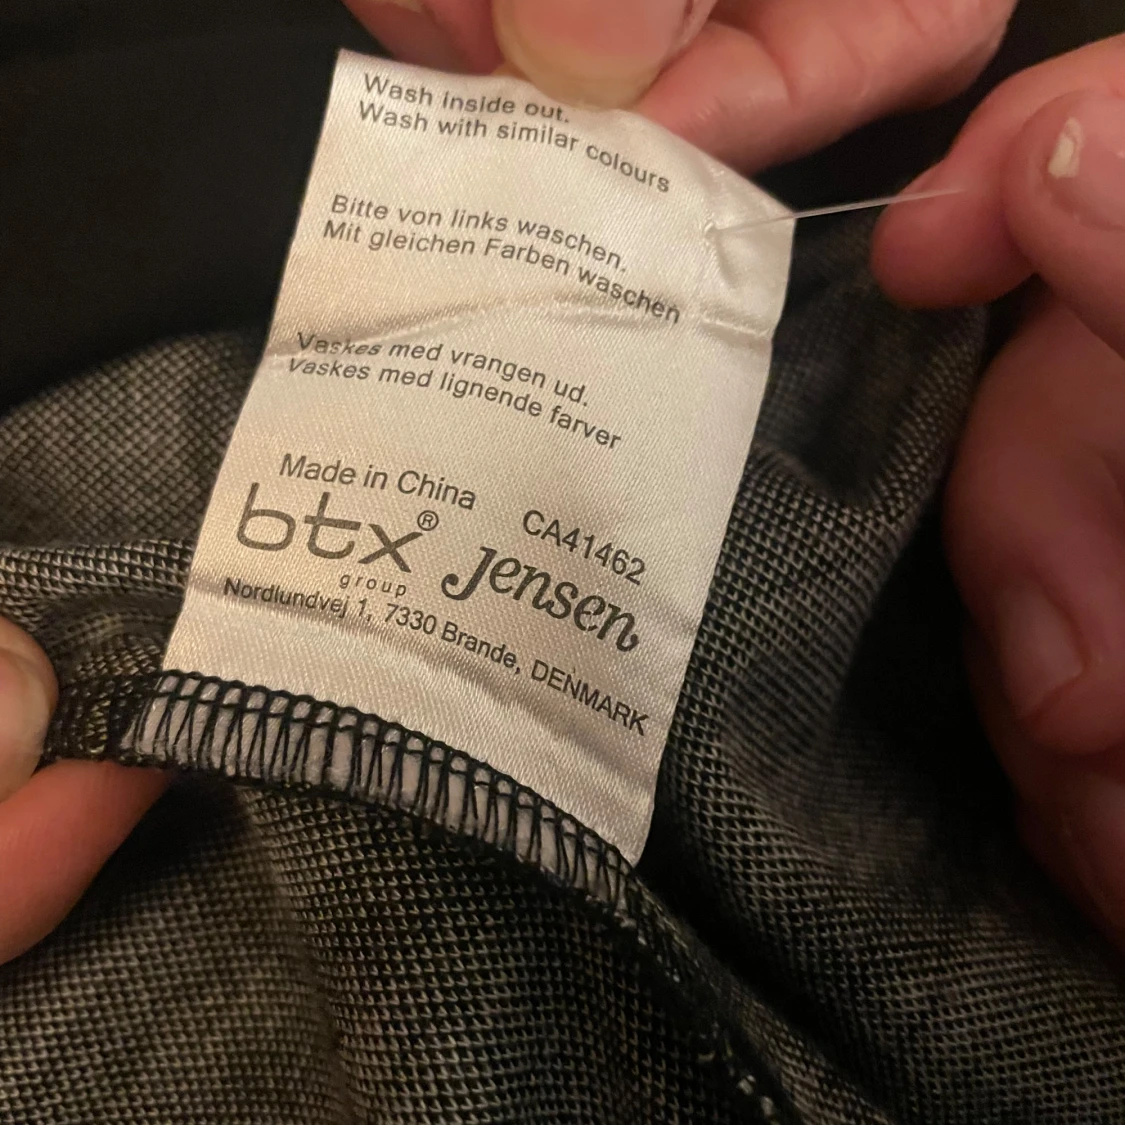 Wash inside out.
Wash with similar colours
Bitte von links waschen.
Mit gleichen Farben waschen
Vaskes med vrangen ud.
Vaskes med lignende farver
Made in China
CA41462
btx®
group
Jensen
Nordlundvej 1, 7330 Brande, DENMARK